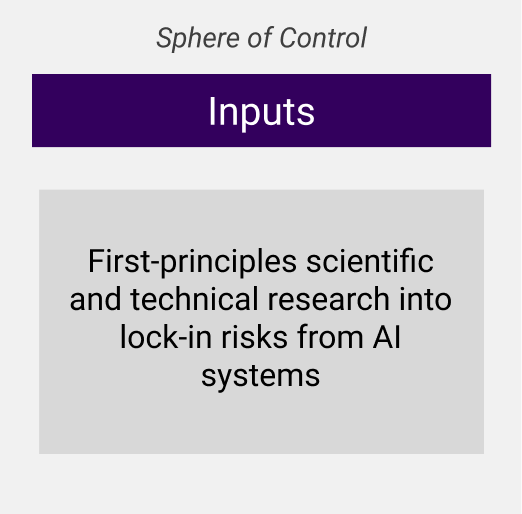 Sphere of Control
Inputs
First-principles scientific
and technical research into
lock-in risks from AI
systems